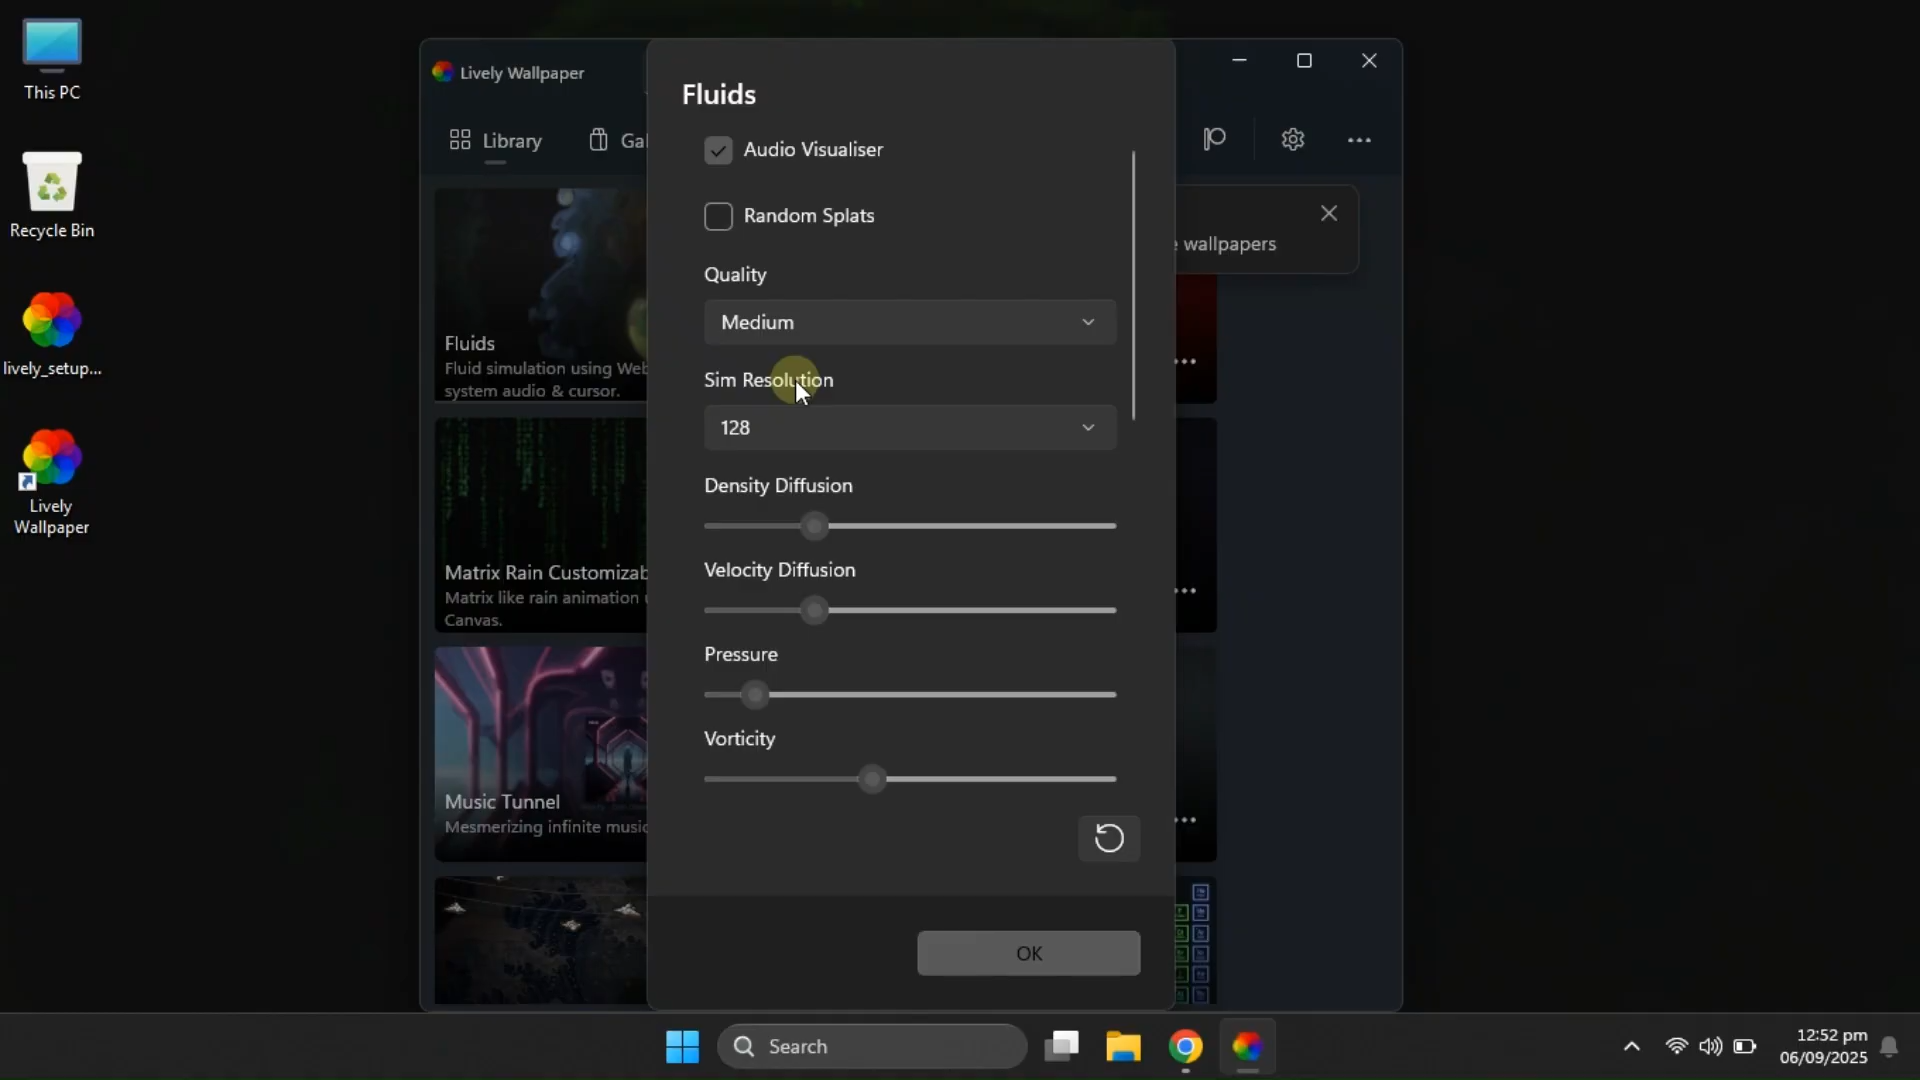 This PC
Recycle Bin
lively_setup...
Lively
Wallpaper
Lively Wallpaper
Library
Gal
Fluids
Fluid simulation using Web
system audio & cursor.
Matrix Rain Customizab
Matrix like rain animation u
Canvas.
Music Tunnel
Mesmerizing infinite music
Fluids
Audio Visualiser
Random Splats
Quality
Medium
Sim Resolution
128
Density Diffusion
Velocity Diffusion
Pressure
Vorticity
OK
e wallpapers
Search
12:52 pm
06/09/2025